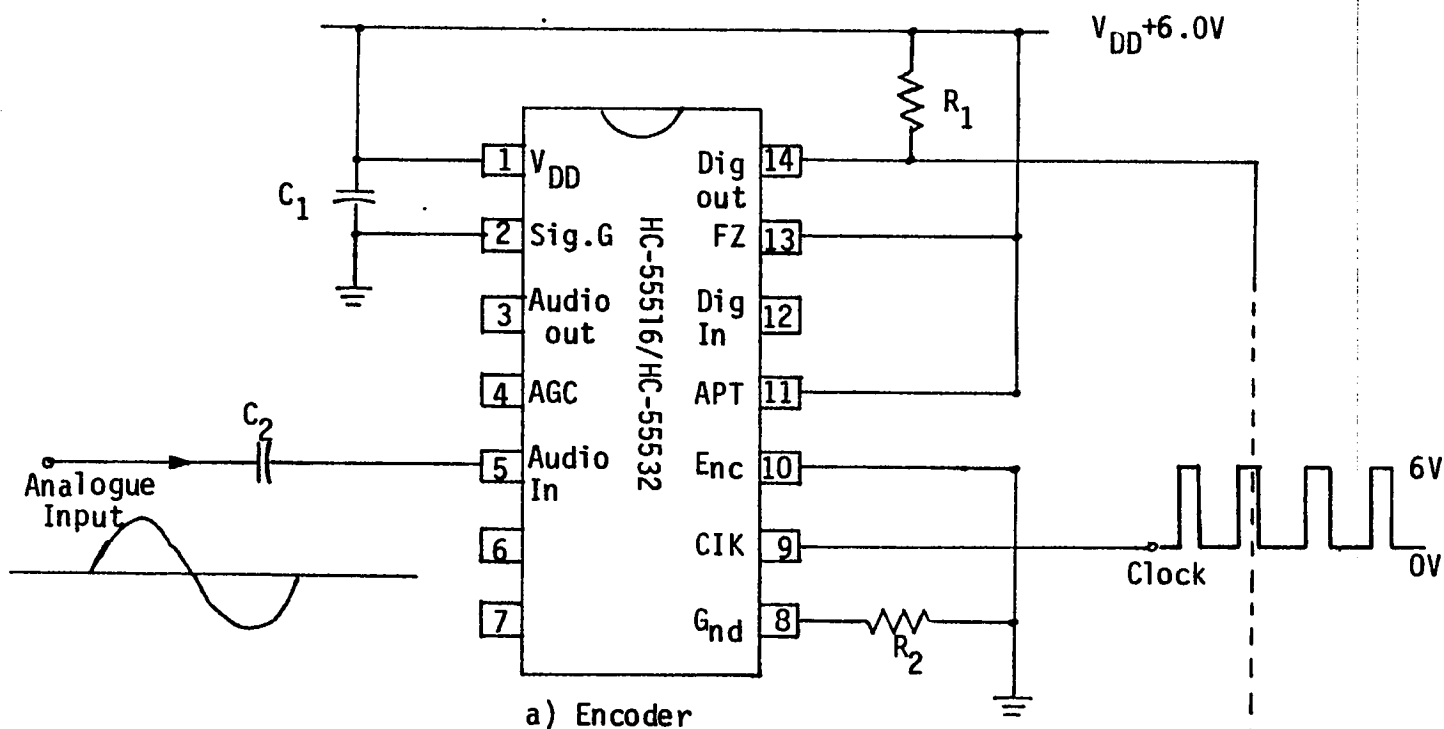 V_DD+6.0V
R_1
C_1
1 V_DD
2 Sig.G
3 Audio
out
4 AGC
5 Audio
In
6
7
HC-55516/HC-55532
Dig 14
out
FZ 13
Dig 12
In
APT 11
Enc 10
CIK 9
Gnd 8
C_2
Analogue
Input
R_2
6V
0V
Clock
a) Encoder